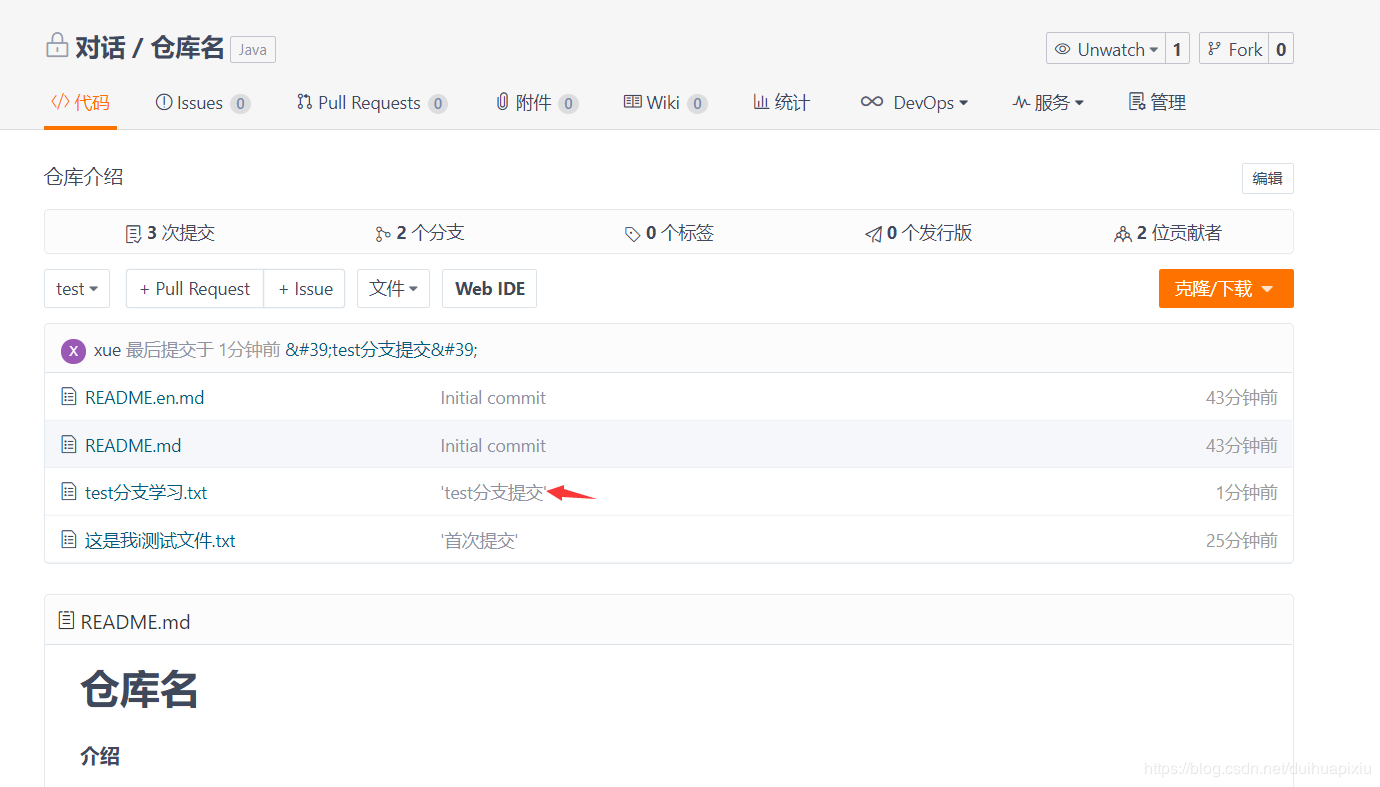 对话 / 仓库名 Java Unwatch 1 Fork 0
代码 Issues 0 Pull Requests 0 附件 0 Wiki 0 统计 DevOps 服务 管理
仓库介绍 编辑
3 次提交 2 个分支 0 个标签 0 个发行版 2 位贡献者
test + Pull Request + Issue 文件 Web IDE 克隆/下载
X xue 最后提交于 1分钟前 &#39;test分支提交&#39;
README.en.md Initial commit 43分钟前
README.md Initial commit 43分钟前
test分支学习.txt 'test分支提交' 1分钟前
这是我i测试文件.txt '首次提交' 25分钟前
README.md
仓库名
介绍
https://blog.csdn.net/duihuapixiu